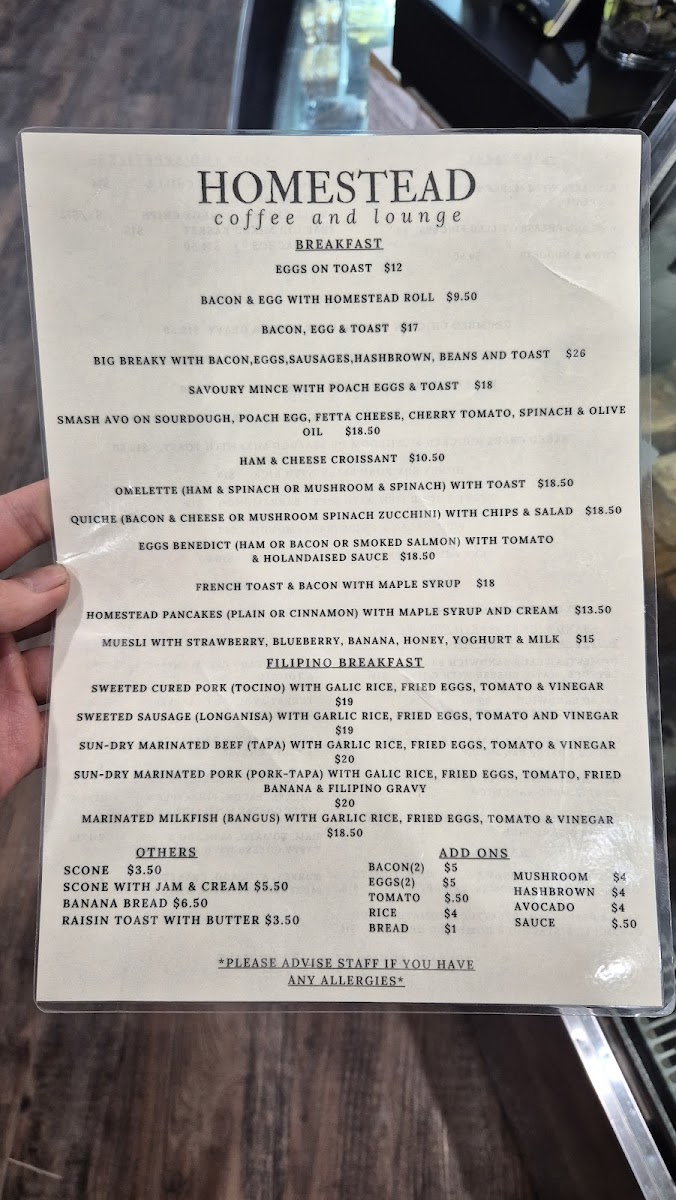 HOMESTEAD
coffee and lounge
BREAKFAST
EGGS ON TOAST $12
BACON & EGG WITH HOMESTEAD ROLL $9.50
BACON, EGG & TOAST $17
BIG BREAKY WITH BACON,EGGS,SAUSAGES,HASHBROWN, BEANS AND TOAST $26
SAVOURY MINCE WITH POACH EGGS & TOAST $18
SMASH AVO ON SOURDOUGH, POACH EGG, FETTA CHEESE, CHERRY TOMATO, SPINACH & OLIVE
OIL $18.50
HAM & CHEESE CROISSANT $10.50
OMELETTE (HAM & SPINACH OR MUSHROOM & SPINACH) WITH TOAST $18.50
QUICHE (BACON & CHEESE OR MUSHROOM SPINACH ZUCCHINI) WITH CHIPS & SALAD $18.50
EGGS BENEDICT (HAM OR BACON OR SMOKED SALMON) WITH TOMATO
& HOLANDAISED SAUCE $18.50
FRENCH TOAST & BACON WITH MAPLE SYRUP $18
HOMESTEAD PANCAKES (PLAIN OR CINNAMON) WITH MAPLE SYRUP AND CREAM $13.50
MUESLI WITH STRAWBERRY, BLUEBERRY, BANANA, HONEY, YOGHURT & MILK $15
FILIPINO BREAKFAST
SWEETED CURED PORK (TOCINO) WITH GALIC RICE, FRIED EGGS, TOMATO & VINEGAR
$19
SWEETED SAUSAGE (LONGANISA) WITH GARLIC RICE, FRIED EGGS, TOMATO AND VINEGAR
$19
SUN-DRY MARINATED BEEF (TAPA) WITH GARLIC RICE, FRIED EGGS, TOMATO & VINEGAR
$20
SUN-DRY MARINATED PORK (PORK-TAPA) WITH GALIC RICE, FRIED EGGS, TOMATO, FRIED
BANANA & FILIPINO GRAVY
$20
MARINATED MILKFISH (BANGUS) WITH GARLIC RICE, FRIED EGGS, TOMATO & VINEGAR
$18.50
OTHERS
SCONE $3.50
SCONE WITH JAM & CREAM $5.50
BANANA BREAD $6.50
RAISIN TOAST WITH BUTTER $3.50
ADD ONS
BACON(2) $5
EGGS(2) $5
TOMATO $.50
RICE $4
BREAD $1
MUSHROOM $4
HASHBROWN $4
AVOCADO $4
SAUCE $.50
*PLEASE ADVISE STAFF IF YOU HAVE
ANY ALLERGIES*